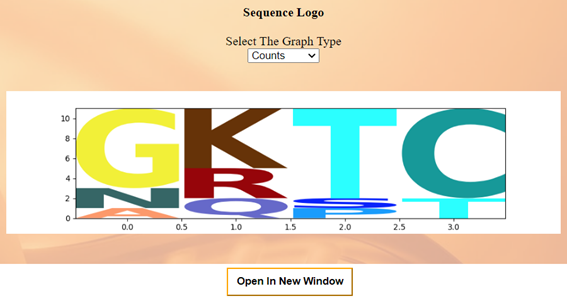 Sequence Logo
Select The Graph Type
Counts
10
8
6
4
2
0
G
N
A
K
R
Q
T
S
P
C
T
0.0 0.5 1.0 1.5 2.0 2.5 3.0
Open In New Window